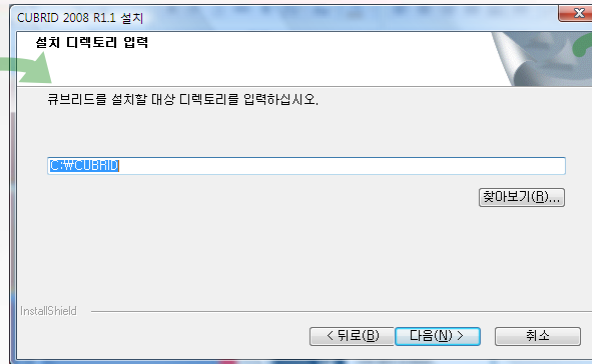 CUBRID 2008 R1.1 설치
설치 디렉토리 입력
큐브리드를 설치할 대상 디렉토리를 입력하십시오.
C:₩CUBRID
찾아보기(R)...
InstallShield
< 뒤로(B) 다음(N) > 취소